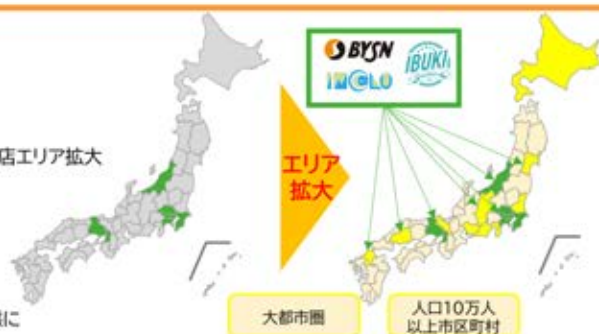 店エリア拡大
に
エリア
拡大
BYSN
IBUKI
INCLO
大都市圏
人口10万人
以上市区町村